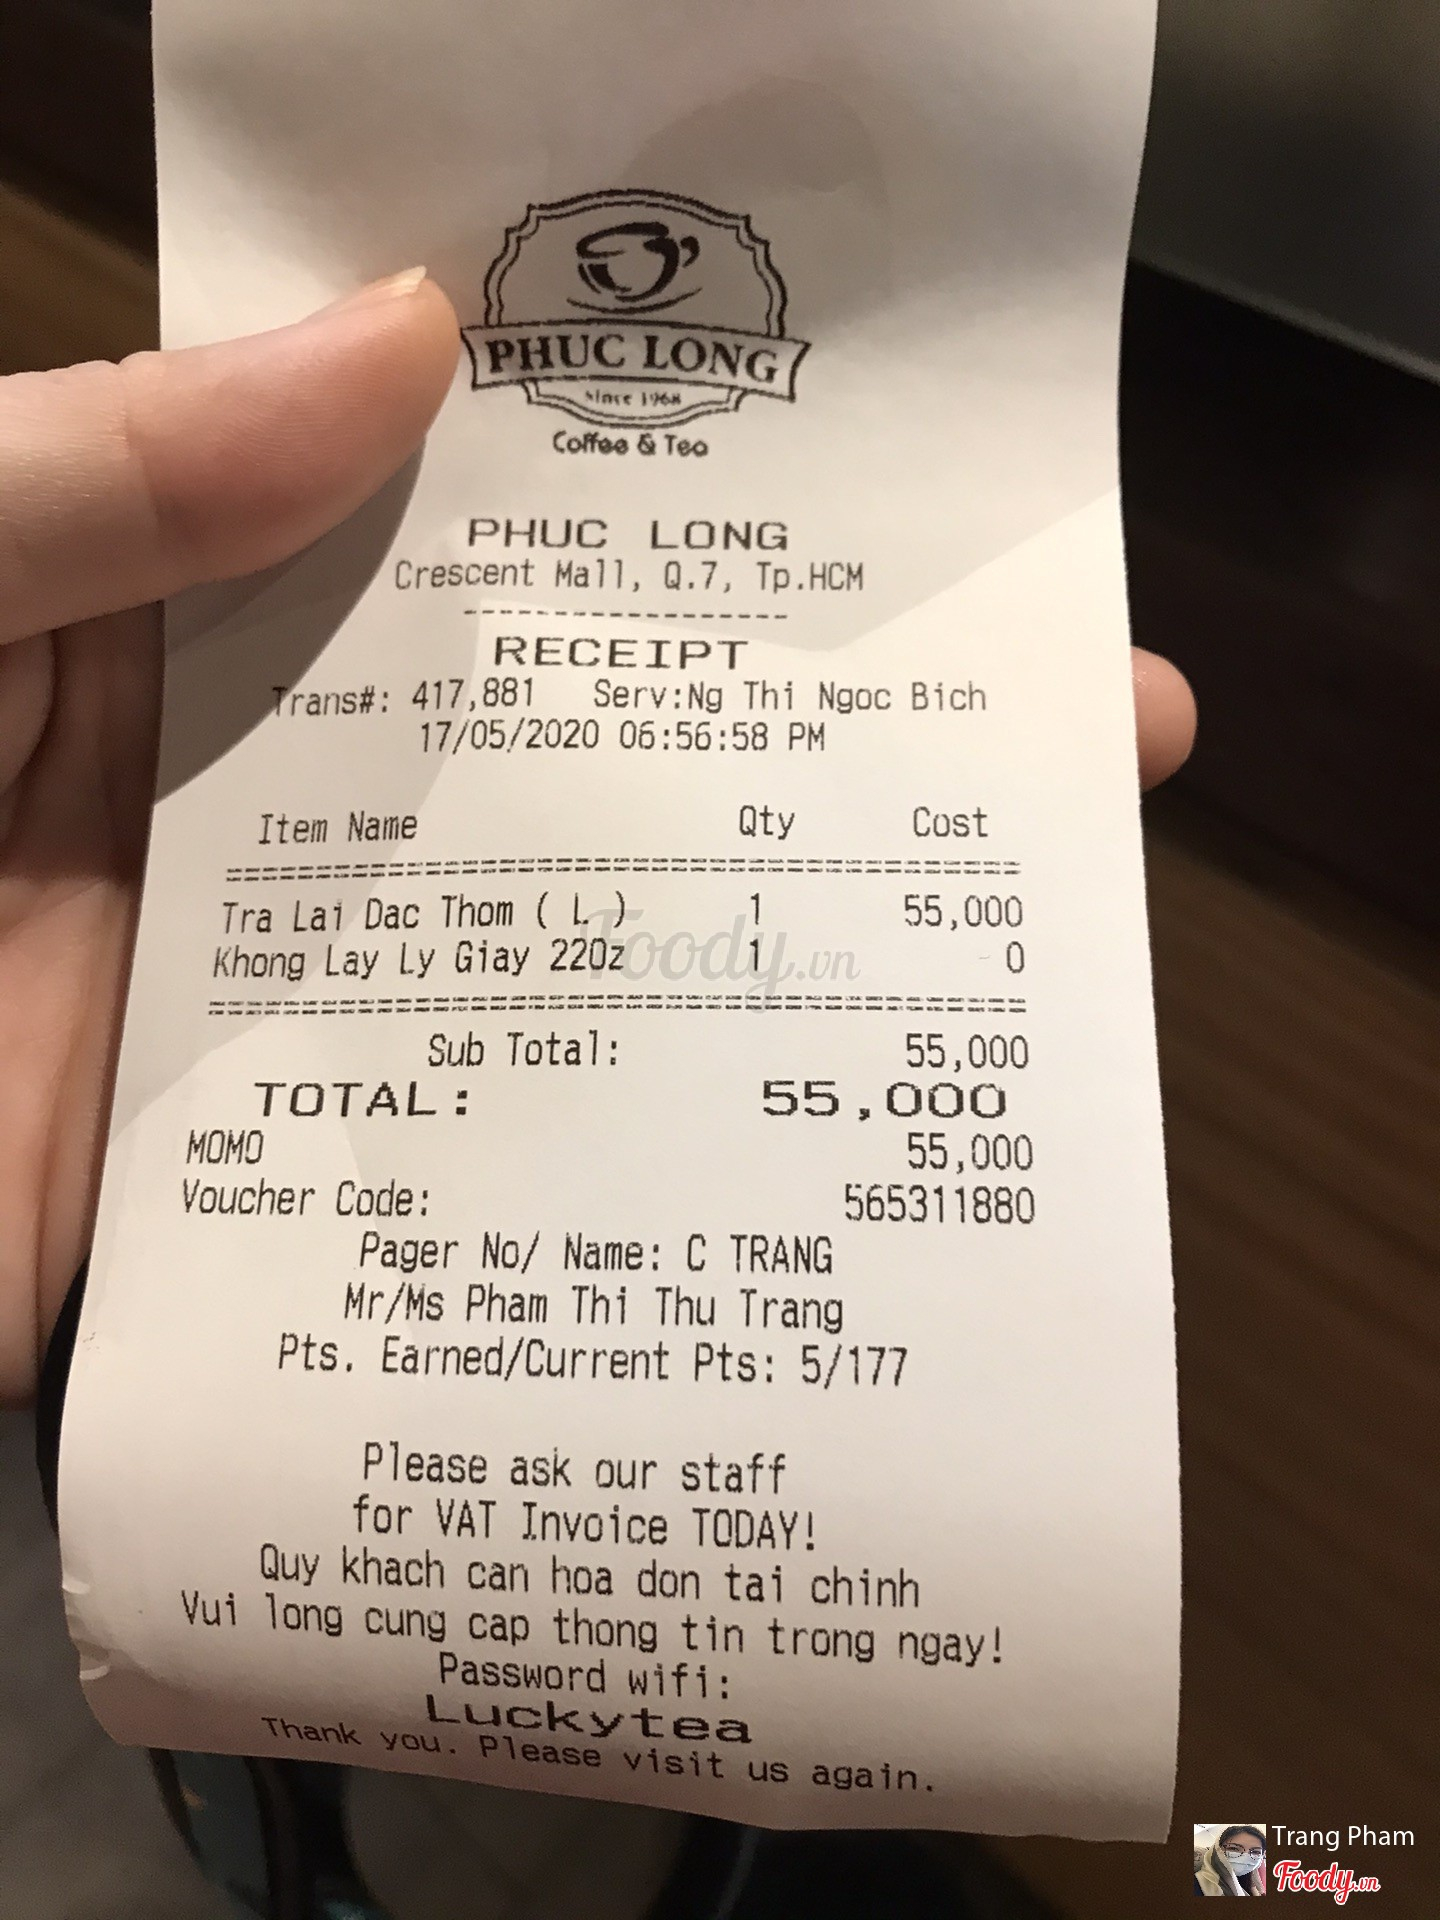 PHUC LONG
Since 1968
Coffee & Tea
PHUC LONG
Crescent Mall, Q.7, Tp.HCM
------------------
RECEIPT
Trans#: 417,881 Serv:Ng Thi Ngoc Bich
17/05/2020 06:56:58 PM
Item Name Qty Cost
Tra Lai Dac Thom ( L ) 1 55,000
Khong Lay Ly Giay 22Oz 1 0
Foody.vn
Sub Total: 55,000
TOTAL: 55,000
MOMO 55,000
Voucher Code: 565311880
Pager No/ Name: C TRANG
Mr/Ms Pham Thi Thu Trang
Pts. Earned/Current Pts: 5/177
Please ask our staff
for VAT Invoice TODAY!
Quy khach can hoa don tai chinh
Vui long cung cap thong tin trong ngay!
Password wifi:
Luckytea
Thank you. Please visit us again.
Trang Pham
Foody.vn